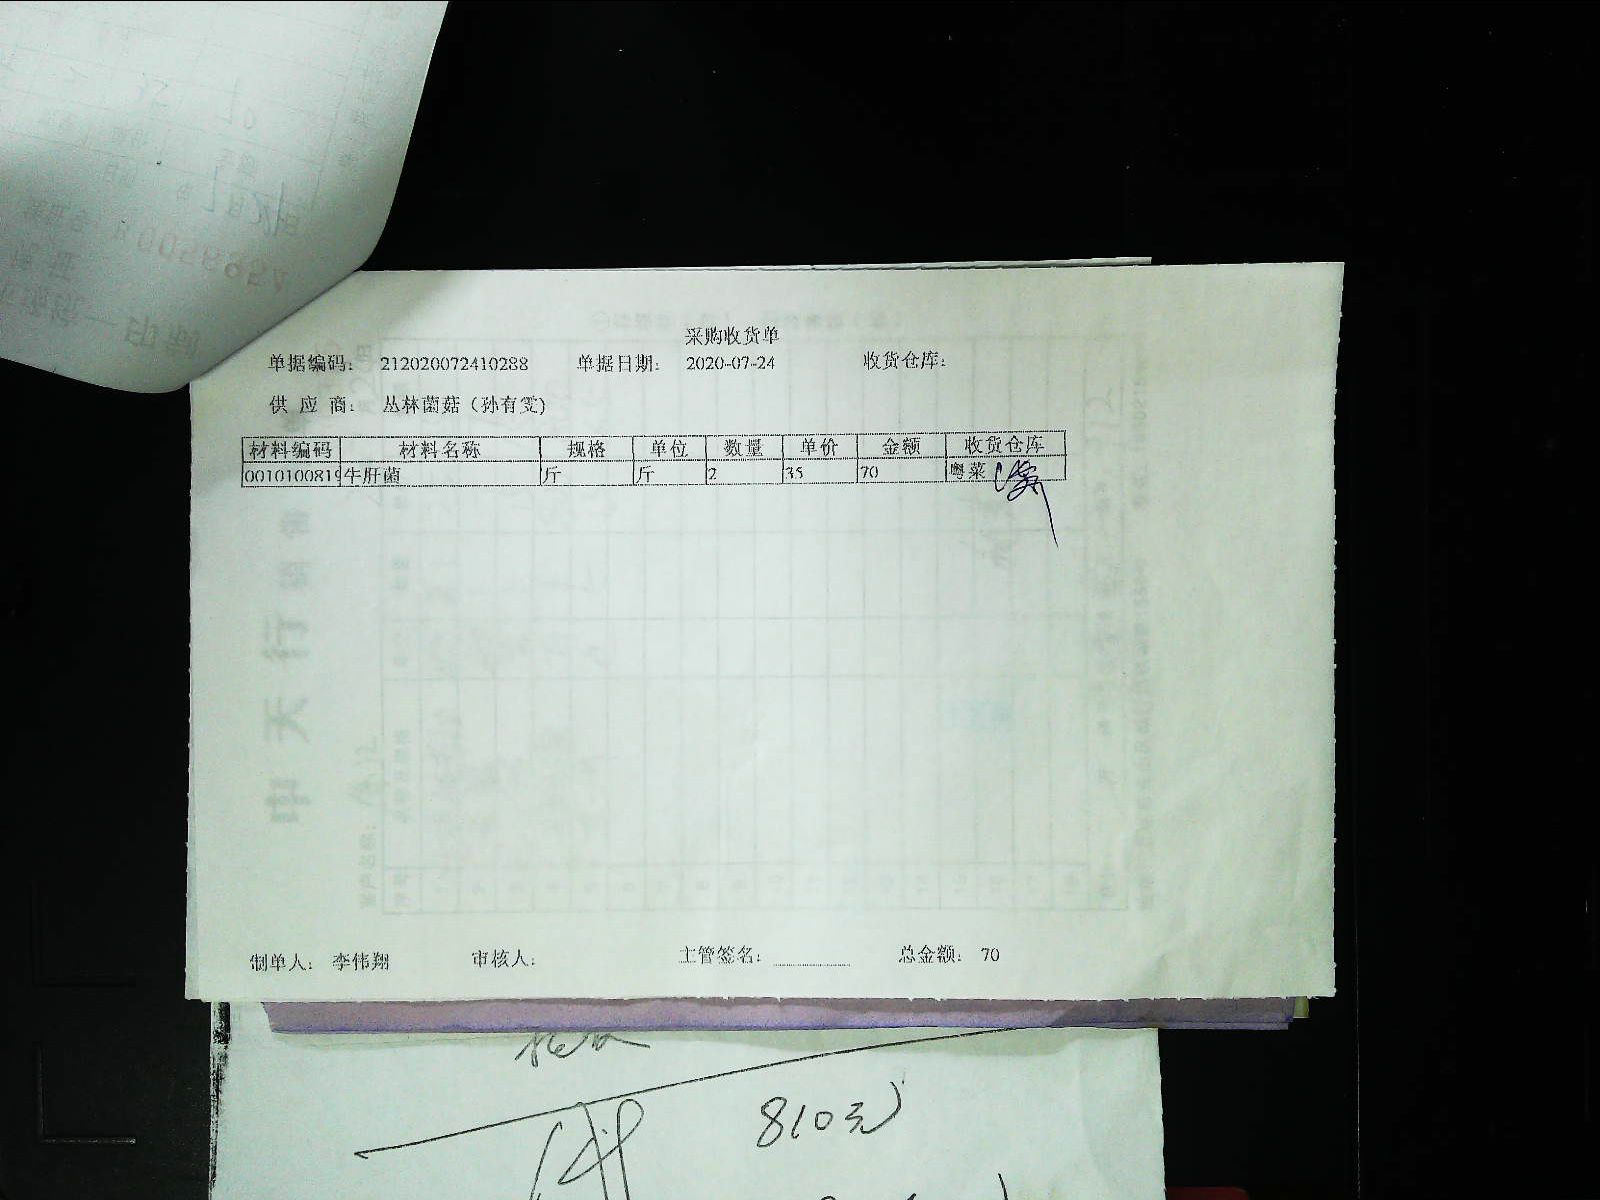 采购收货单
单据编码： 212020072410288 单据日期： 2020-07-24 收货仓库：
供 应 商： 丛林菌菇（孙有雯）
材料编码 材料名称 规格 单位 数量 单价 金额 收货仓库
0010100819 牛肝菌 斤 斤 2 35 70 粤菜
制单人： 李伟翔 审核人： 主管签名： 总金额： 70
810元